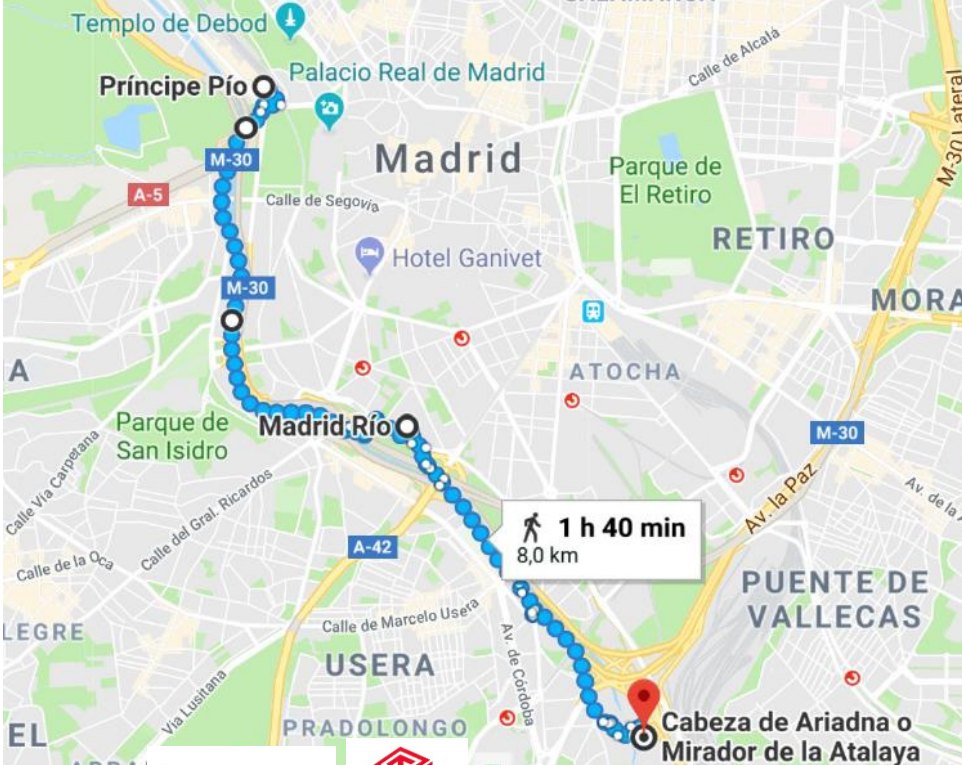 SALAMANCA
Templo de Debod
Calle de Alcalá
Príncipe Pío
Palacio Real de Madrid
M-30 Lateral
M-30
Madrid
Parque de
El Retiro
A-5
Calle de Segovia
RETIRO
Hotel Ganivet
M-30
MORA
A
ATOCHA
Parque de
San Isidro
Madrid Río
M-30
Calle Vía Carpetana
Calle del Gral. Ricardos
Av. la Paz
Av. de la A
1 h 40 min
8,0 km
A-42
Calle de la Oca
PUENTE DE
VALLECAS
LEGRE
Calle de Marcelo Usera
Av. de Córdoba
USERA
Vía Lusitana
PRADOLONGO
EL
Cabeza de Ariadna o
Mirador de la Atalaya